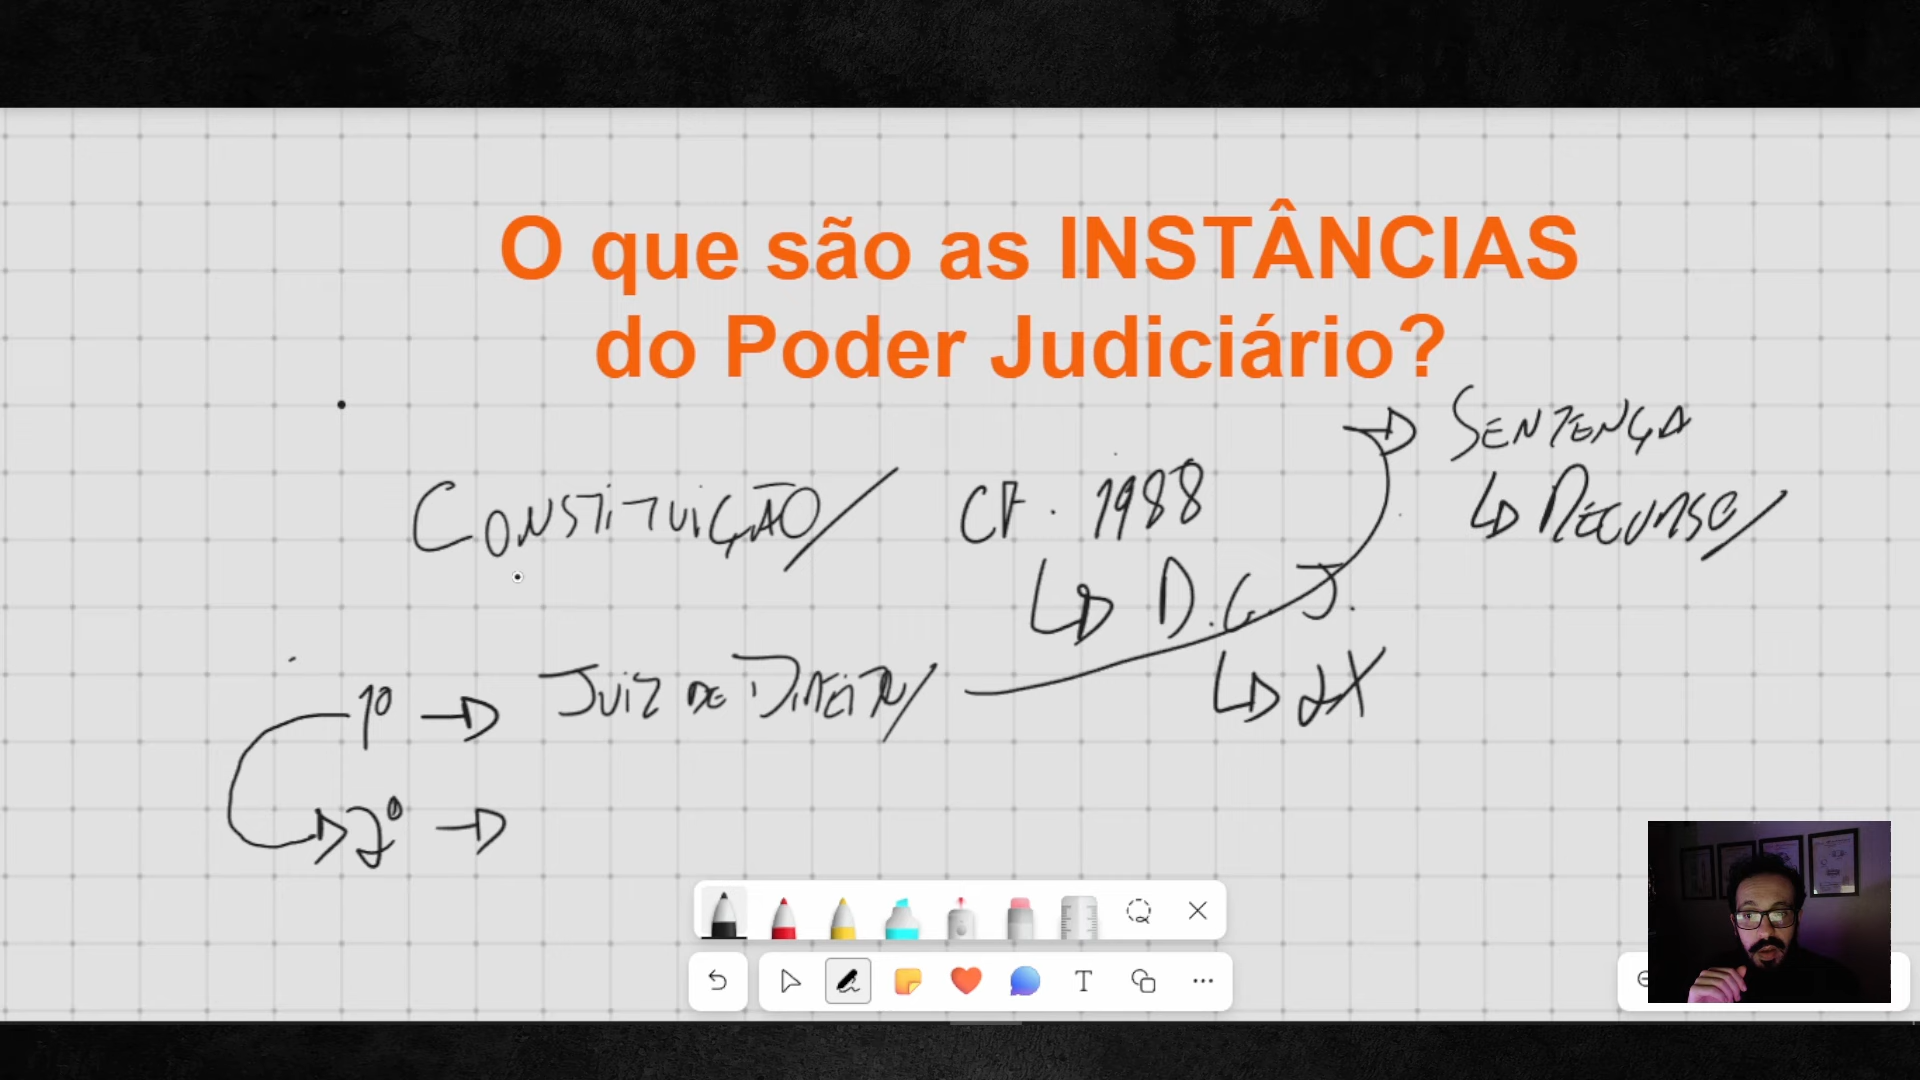 O que são as INSTÂNCIAS
do Poder Judiciário?
SENTENÇA
CONSTITUIÇÃO/ CF. 1988
RECURSO/
D. G. J.
1º → JUIZ DE DIREITO/
2X
2º →
T